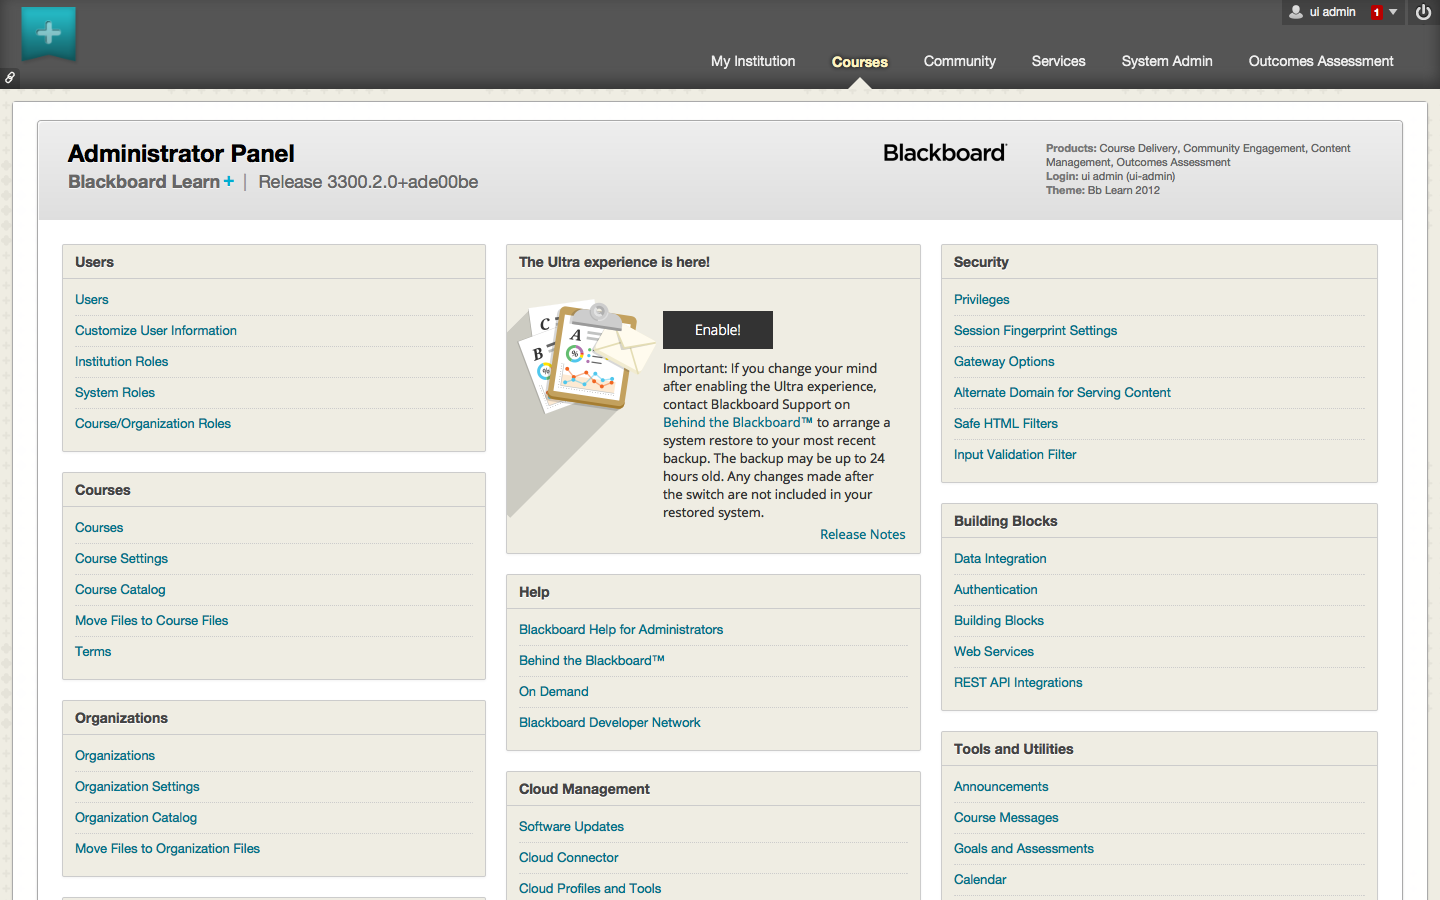 ui admin 1
My Institution Courses Community Services System Admin Outcomes Assessment
Administrator Panel
Blackboard Learn + | Release 3300.2.0+ade00be
Blackboard
Products: Course Delivery, Community Engagement, Content
Management, Outcomes Assessment
Login: ui admin (ui-admin)
Theme: Bb Learn 2012
Users
Users
Customize User Information
Institution Roles
System Roles
Course/Organization Roles
Courses
Courses
Course Settings
Course Catalog
Move Files to Course Files
Terms
Organizations
Organizations
Organization Settings
Organization Catalog
Move Files to Organization Files
The Ultra experience is here!
C
A
B
%
%
Enable!
Important: If you change your mind
after enabling the Ultra experience,
contact Blackboard Support on
Behind the Blackboard™ to arrange a
system restore to your most recent
backup. The backup may be up to 24
hours old. Any changes made after
the switch are not included in your
restored system.
Release Notes
Help
Blackboard Help for Administrators
Behind the Blackboard™
On Demand
Blackboard Developer Network
Cloud Management
Software Updates
Cloud Connector
Cloud Profiles and Tools
Security
Privileges
Session Fingerprint Settings
Gateway Options
Alternate Domain for Serving Content
Safe HTML Filters
Input Validation Filter
Building Blocks
Data Integration
Authentication
Building Blocks
Web Services
REST API Integrations
Tools and Utilities
Announcements
Course Messages
Goals and Assessments
Calendar